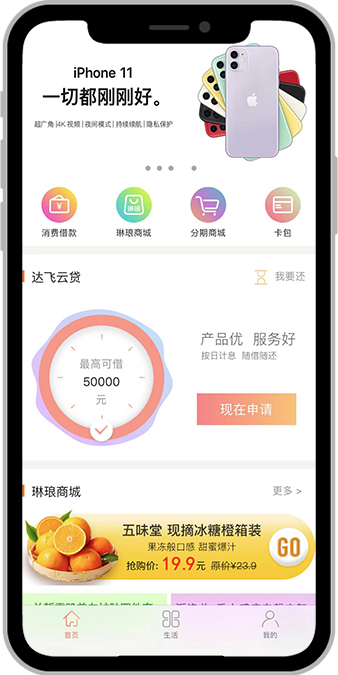 iPhone 11
一切都刚刚好。
超广角 |4K 视频 | 夜间模式 | 持续续航 | 隐私保护
消费借款
琳琅
琳琅商城
分期商城
卡包
达飞云贷
我要还
最高可借
50000
元
产品优 服务好
按日计息 随借随还
现在申请
琳琅商城
更多 >
五味堂 现摘冰糖橙箱装
果冻般口感 甜蜜爆汁
抢购价: 19.9元 原价¥23.9
GO
首页
生活
我的